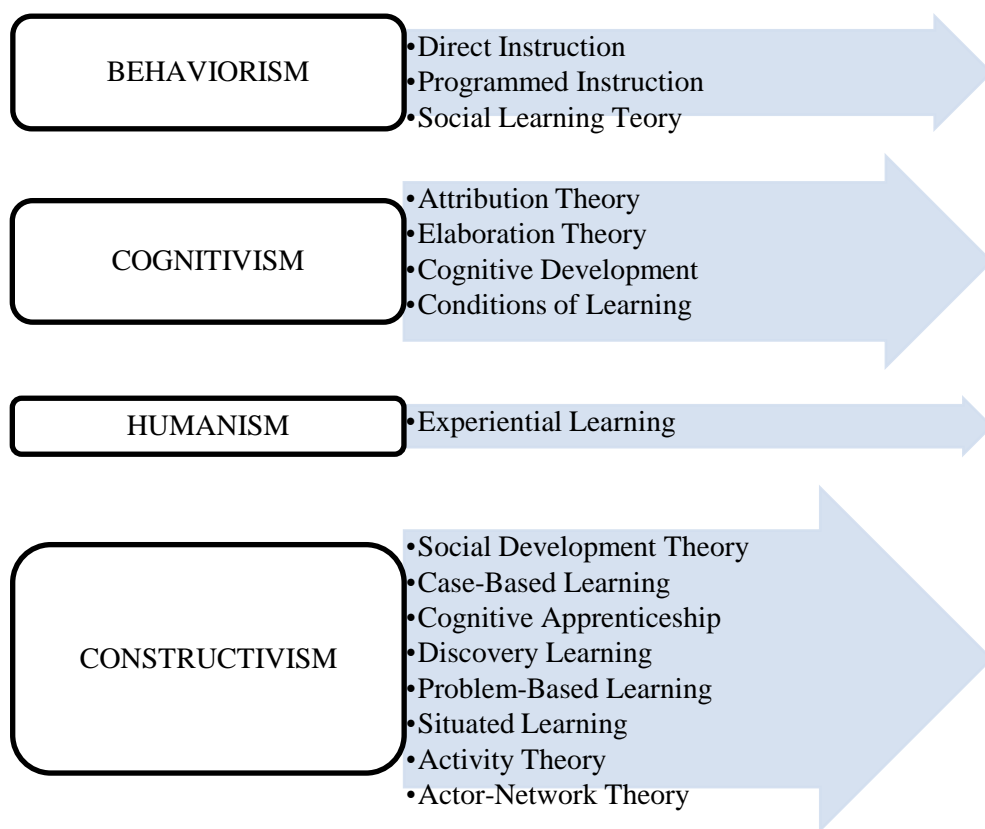 BEHAVIORISM
•Direct Instruction
•Programmed Instruction
•Social Learning Teory
COGNITIVISM
•Attribution Theory
•Elaboration Theory
•Cognitive Development
•Conditions of Learning
HUMANISM
•Experiential Learning
CONSTRUCTIVISM
•Social Development Theory
•Case-Based Learning
•Cognitive Apprenticeship
•Discovery Learning
•Problem-Based Learning
•Situated Learning
•Activity Theory
•Actor-Network Theory